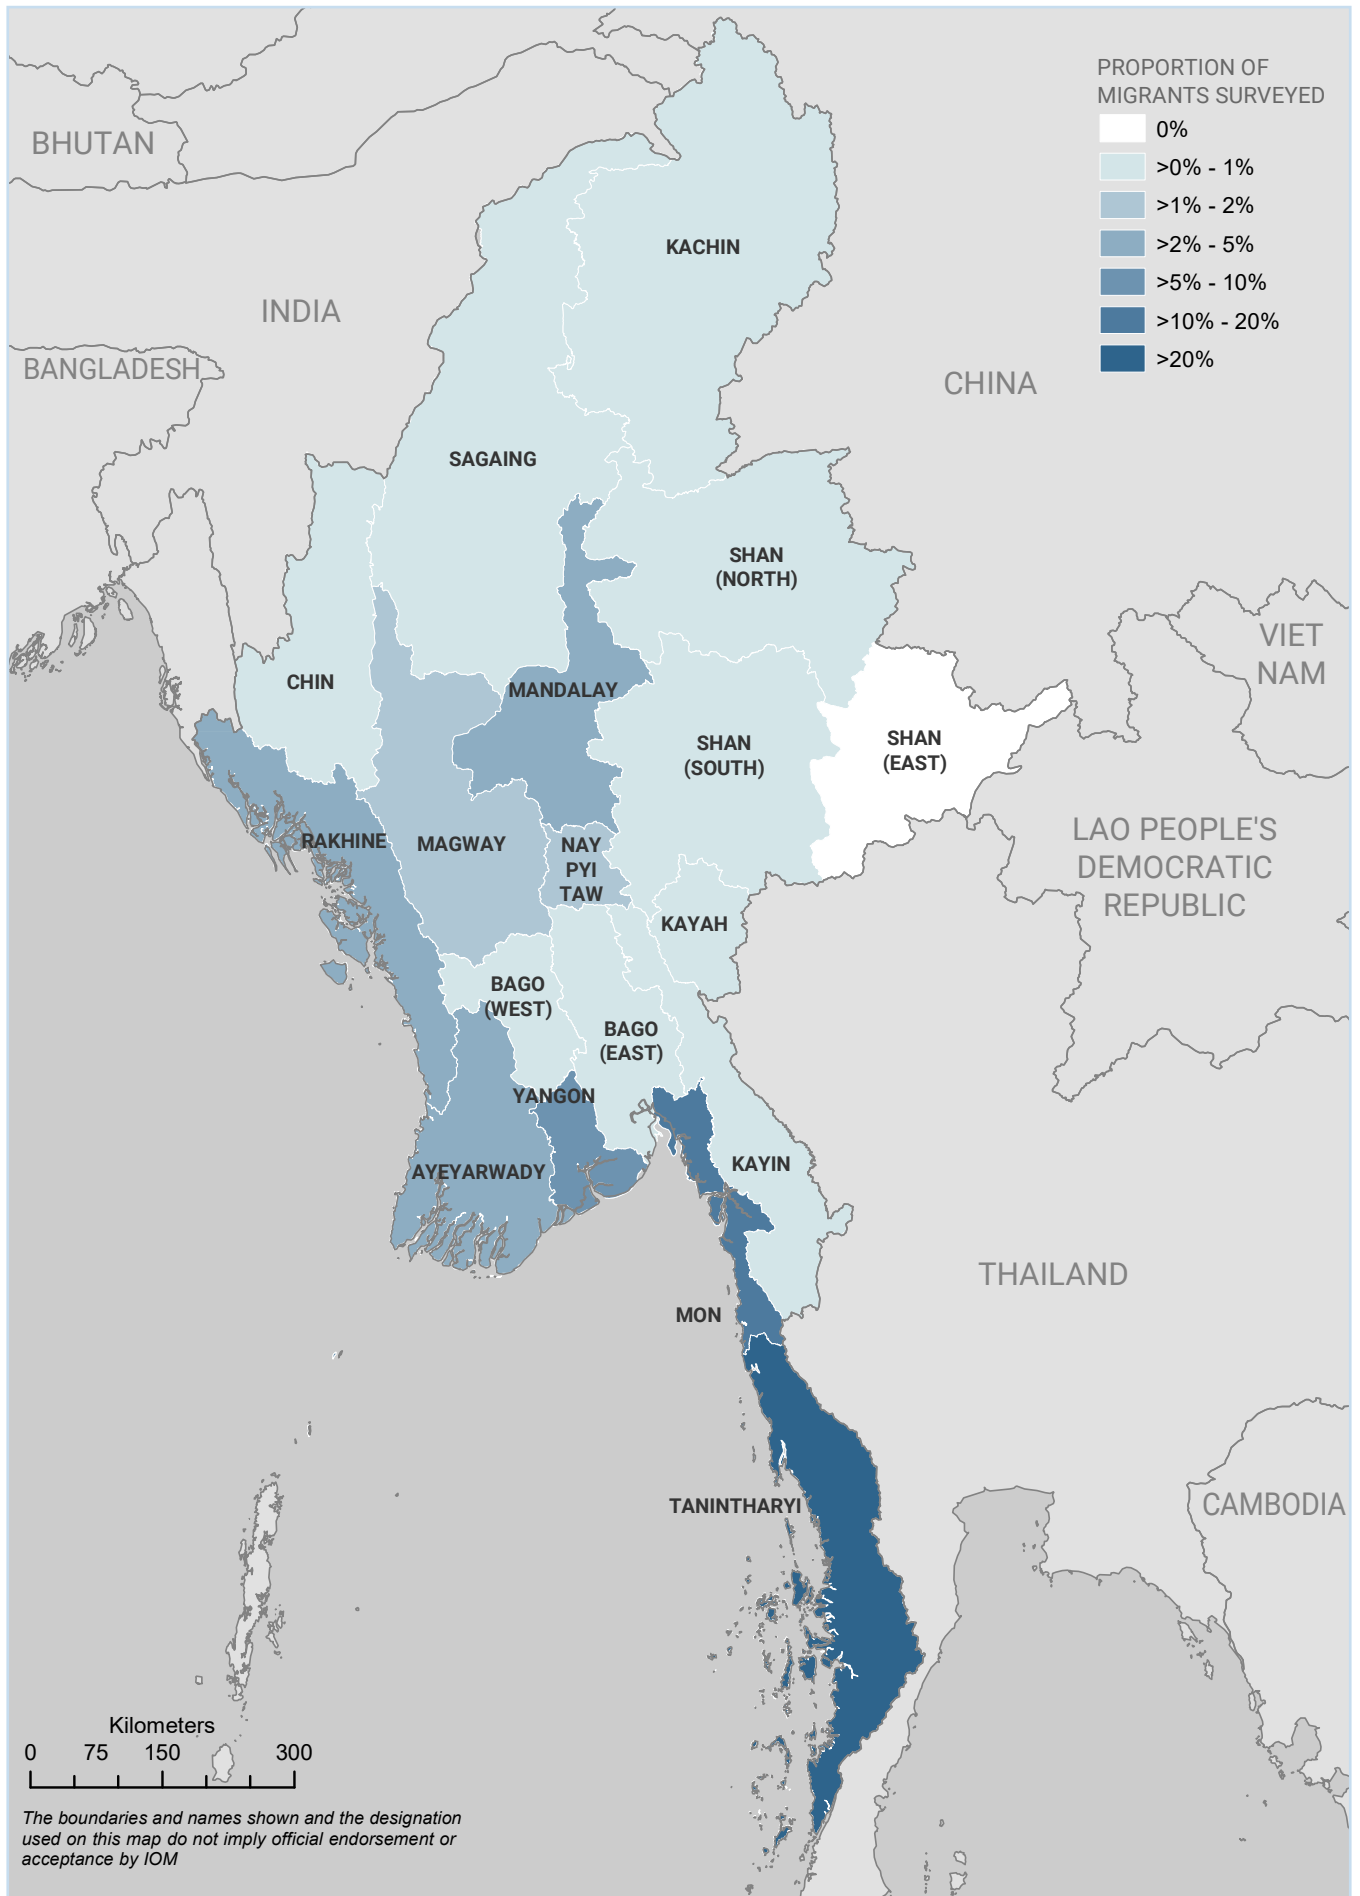 PROPORTION OF
MIGRANTS SURVEYED
0%
>0% - 1%
>1% - 2%
>2% - 5%
>5% - 10%
>10% - 20%
>20%
BHUTAN
KACHIN
INDIA
BANGLADESH
CHINA
SAGAING
SHAN
(NORTH)
VIET
NAM
CHIN
MANDALAY
SHAN
(SOUTH)
SHAN
(EAST)
RAKHINE
MAGWAY
NAY
PYI
TAW
LAO PEOPLE'S
DEMOCRATIC
REPUBLIC
KAYAH
BAGO
(WEST)
BAGO
(EAST)
YANGON
AYEYARWADY
KAYIN
THAILAND
MON
TANINTHARYI
CAMBODIA
Kilometers
0 75 150 300
The boundaries and names shown and the designation
used on this map do not imply official endorsement or
acceptance by IOM